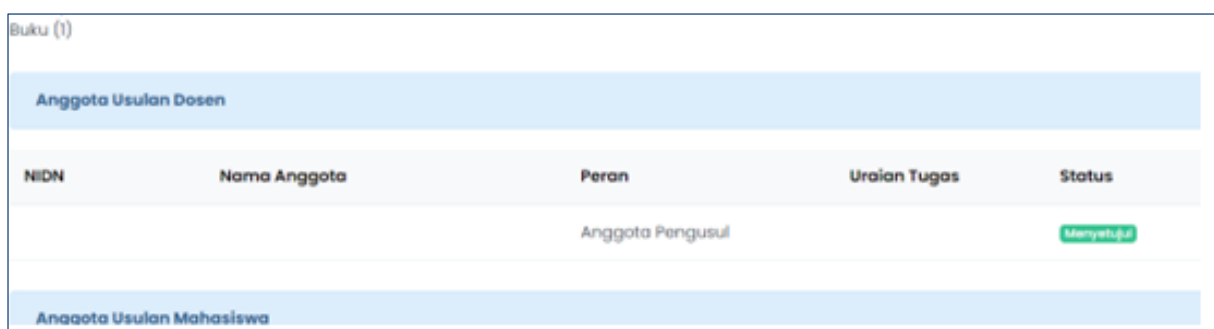 Buku (1)
Anggota Usulan Dosen
NIDN Nama Anggota Peran Uraian Tugas Status
Anggota Pengusul Menyetujui
Anggota Usulan Mahasiswa